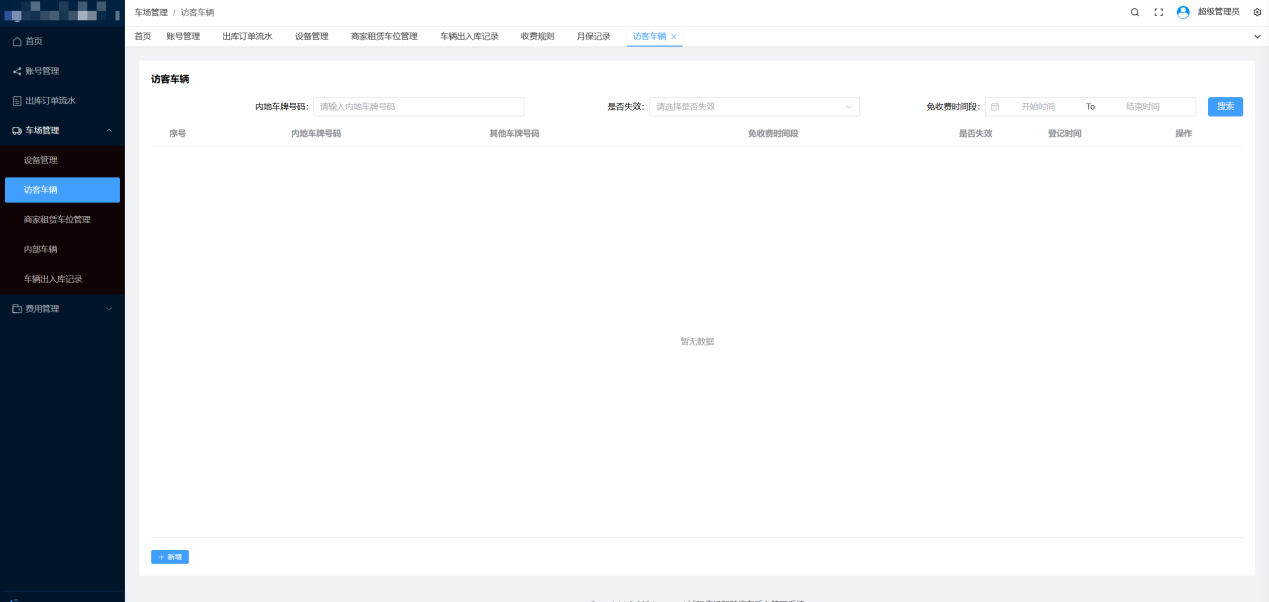 车场管理 / 访客车辆
超级管理员
首页 账号管理 出库订单流水 设备管理 商家租赁车位管理 车辆出入库记录 收费规则 月保记录 访客车辆 ×
首页
账号管理
出库订单流水
车场管理
设备管理
访客车辆
商家租赁车位管理
内部车辆
车辆出入库记录
费用管理
访客车辆
内地车牌号码: 请输入内地车牌号码 是否失效: 请选择是否失效 免收费时间段: 开始时间 To 结束时间 搜索
序号 内地车牌号码 其他车牌号码 免收费时间段 是否失效 登记时间 操作
暂无数据
+ 新增